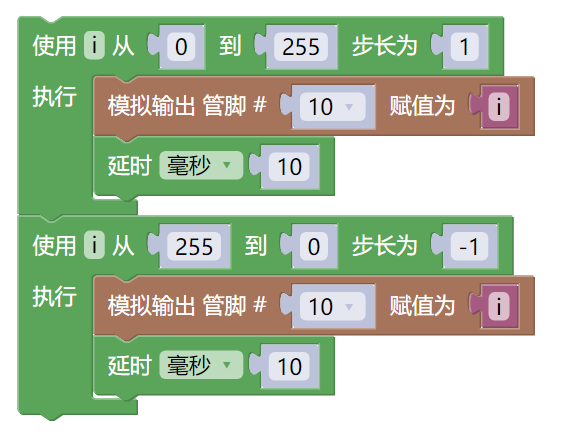 使用 i 从 0 到 255 步长为 1
执行 模拟输出 管脚 # 10 赋值为 i
延时 毫秒 10
使用 i 从 255 到 0 步长为 -1
执行 模拟输出 管脚 # 10 赋值为 i
延时 毫秒 10